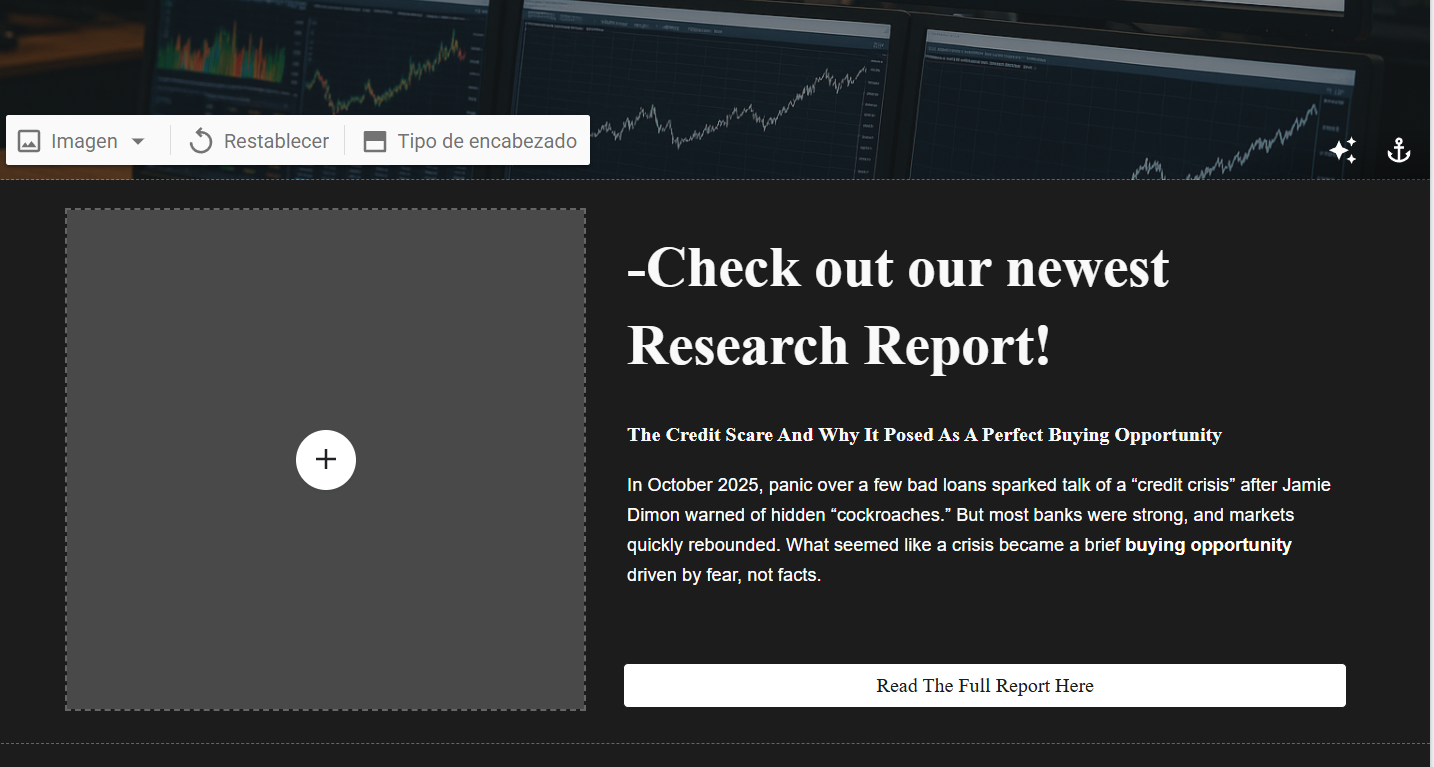 Imagen
Restablecer
Tipo de encabezado
-Check out our newest
Research Report!
The Credit Scare And Why It Posed As A Perfect Buying Opportunity
In October 2025, panic over a few bad loans sparked talk of a “credit crisis” after Jamie
Dimon warned of hidden “cockroaches.” But most banks were strong, and markets
quickly rebounded. What seemed like a crisis became a brief buying opportunity
driven by fear, not facts.
Read The Full Report Here